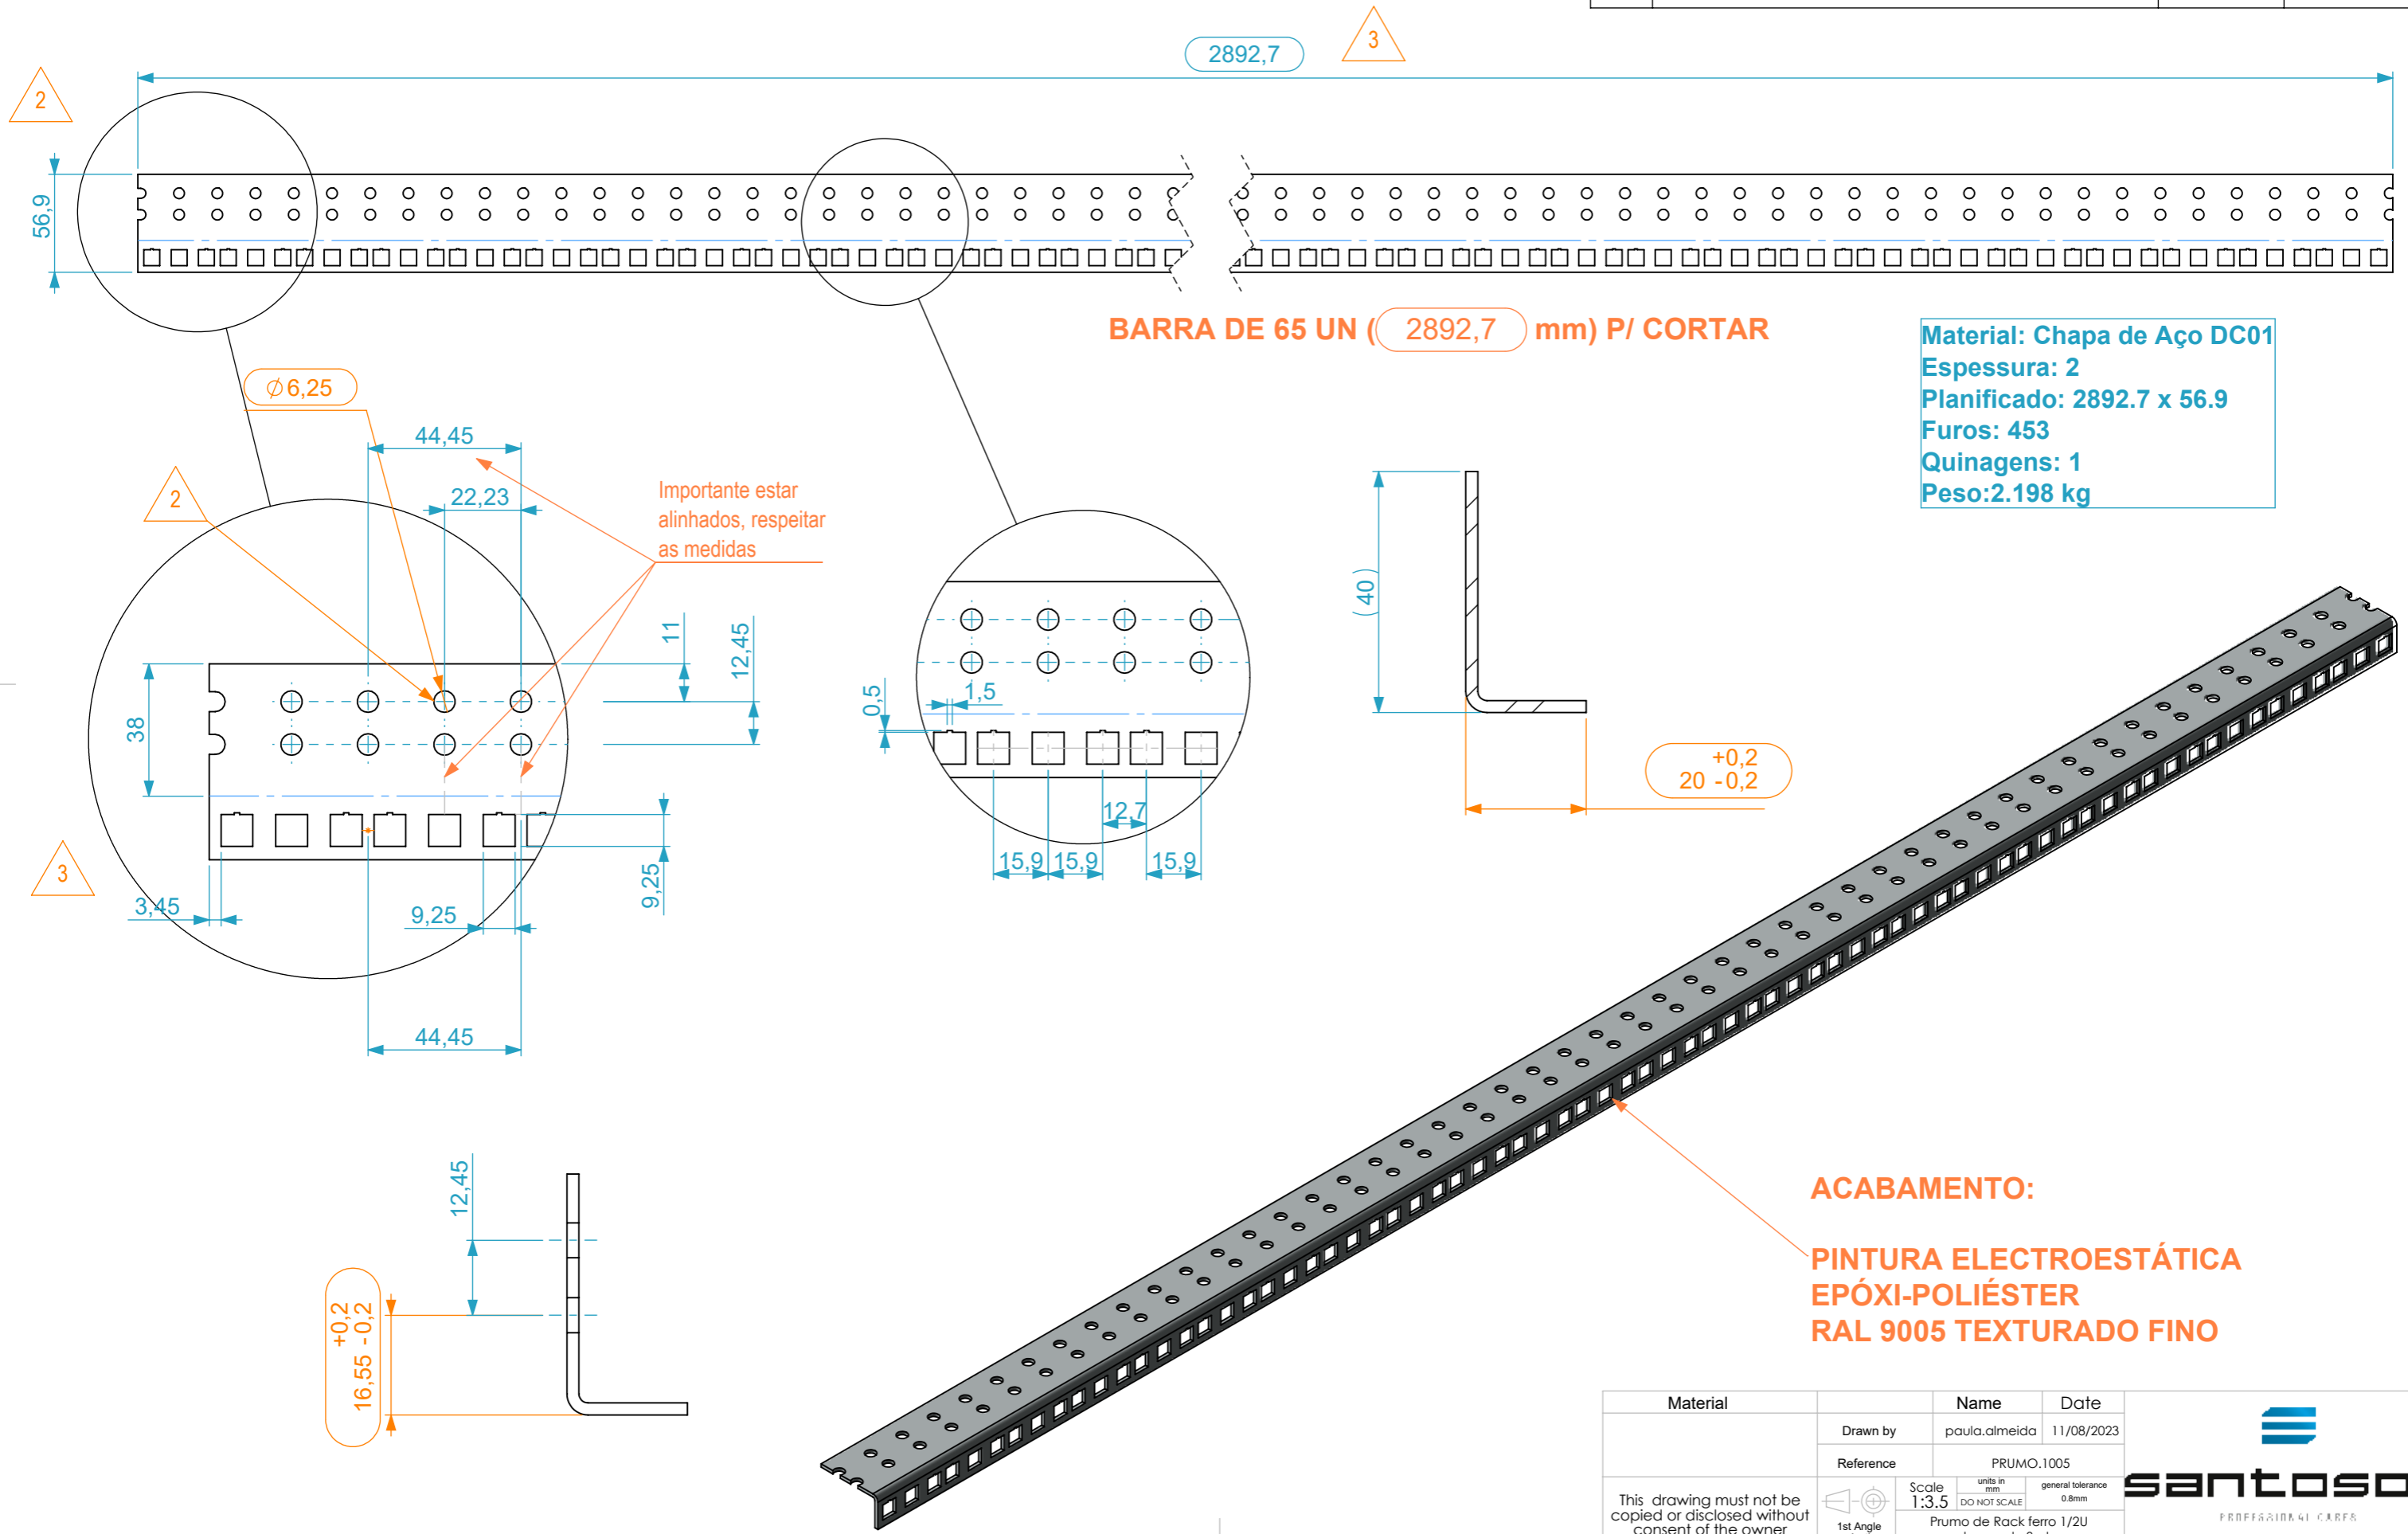 2892,7
3
2
56,9
BARRA DE 65 UN ( 2892,7 mm) P/ CORTAR
Material: Chapa de Aço DC01
Espessura: 2
Planificado: 2892.7 x 56.9
Furos: 453
Quinagens: 1
Peso:2.198 kg
∅6,25
44,45
22,23
2
Importante estar
alinhados, respeitar
as medidas
11
12,45
38
3
3,45
9,25
9,25
44,45
0,5
1,5
12,7
15,9
15,9
15,9
(40)
+0,2
20 -0,2
12,45
+0,2
16,55 -0,2
ACABAMENTO:
PINTURA ELECTROESTÁTICA
EPÓXI-POLIÉSTER
RAL 9005 TEXTURADO FINO
Material
Name
Date
Drawn by
paula.almeida
11/08/2023
Reference
PRUMO.1005
This drawing must not be
copied or disclosed without
consent of the owner
1st Angle
Scale
1:3.5
units in
mm
DO NOT SCALE
general tolerance
0.8mm
Prumo de Rack ferro 1/2U
santoso